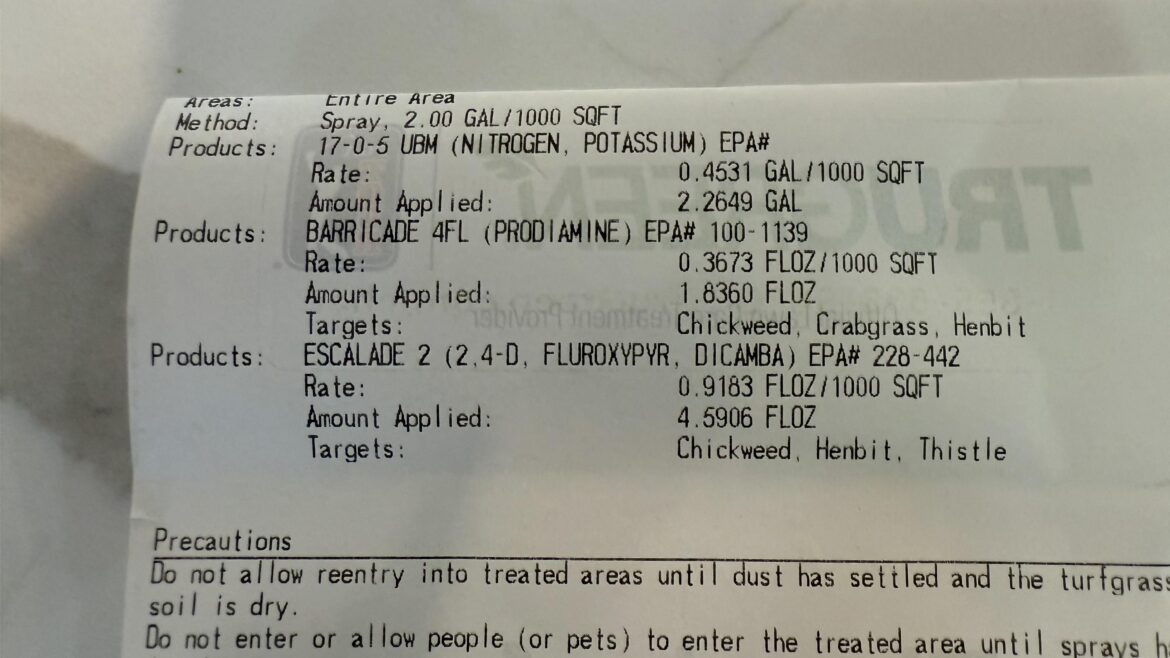 Areas: Entire Area
Method: Spray, 2.00 GAL/1000 SQFT
Products: 17-0-5 UBM (NITROGEN, POTASSIUM) EPA#
Rate: 0.4531 GAL/1000 SQFT
Amount Applied: 2.2649 GAL
Products: BARRICADE 4FL (PRODIAMINE) EPA# 100-1139
Rate: 0.3673 FLOZ/1000 SQFT
Amount Applied: 1.8360 FLOZ
Targets: Chickweed, Crabgrass, Henbit
Products: ESCALADE 2 (2,4-D, FLUROXYPYR, DICAMBA) EPA# 228-442
Rate: 0.9183 FLOZ/1000 SQFT
Amount Applied: 4.5906 FLOZ
Targets: Chickweed, Henbit, Thistle
Precautions
Do not allow reentry into treated areas until dust has settled and the turfgrass
soil is dry.
Do not enter or allow people (or pets) to enter the treated area until sprays
TRUGREEN